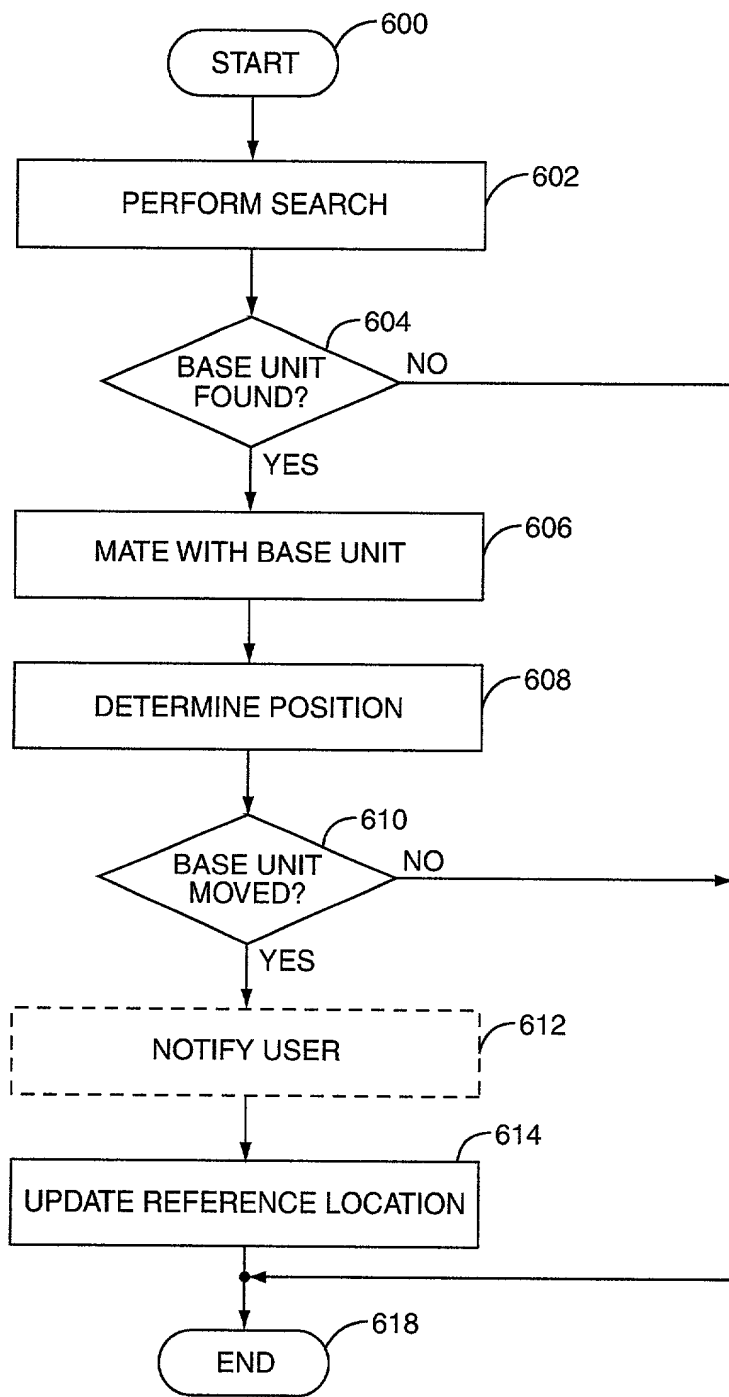 600
START
602
PERFORM SEARCH
604
BASE UNIT
FOUND?
NO
YES
606
MATE WITH BASE UNIT
608
DETERMINE POSITION
610
BASE UNIT
MOVED?
NO
YES
612
NOTIFY USER
614
UPDATE REFERENCE LOCATION
618
END